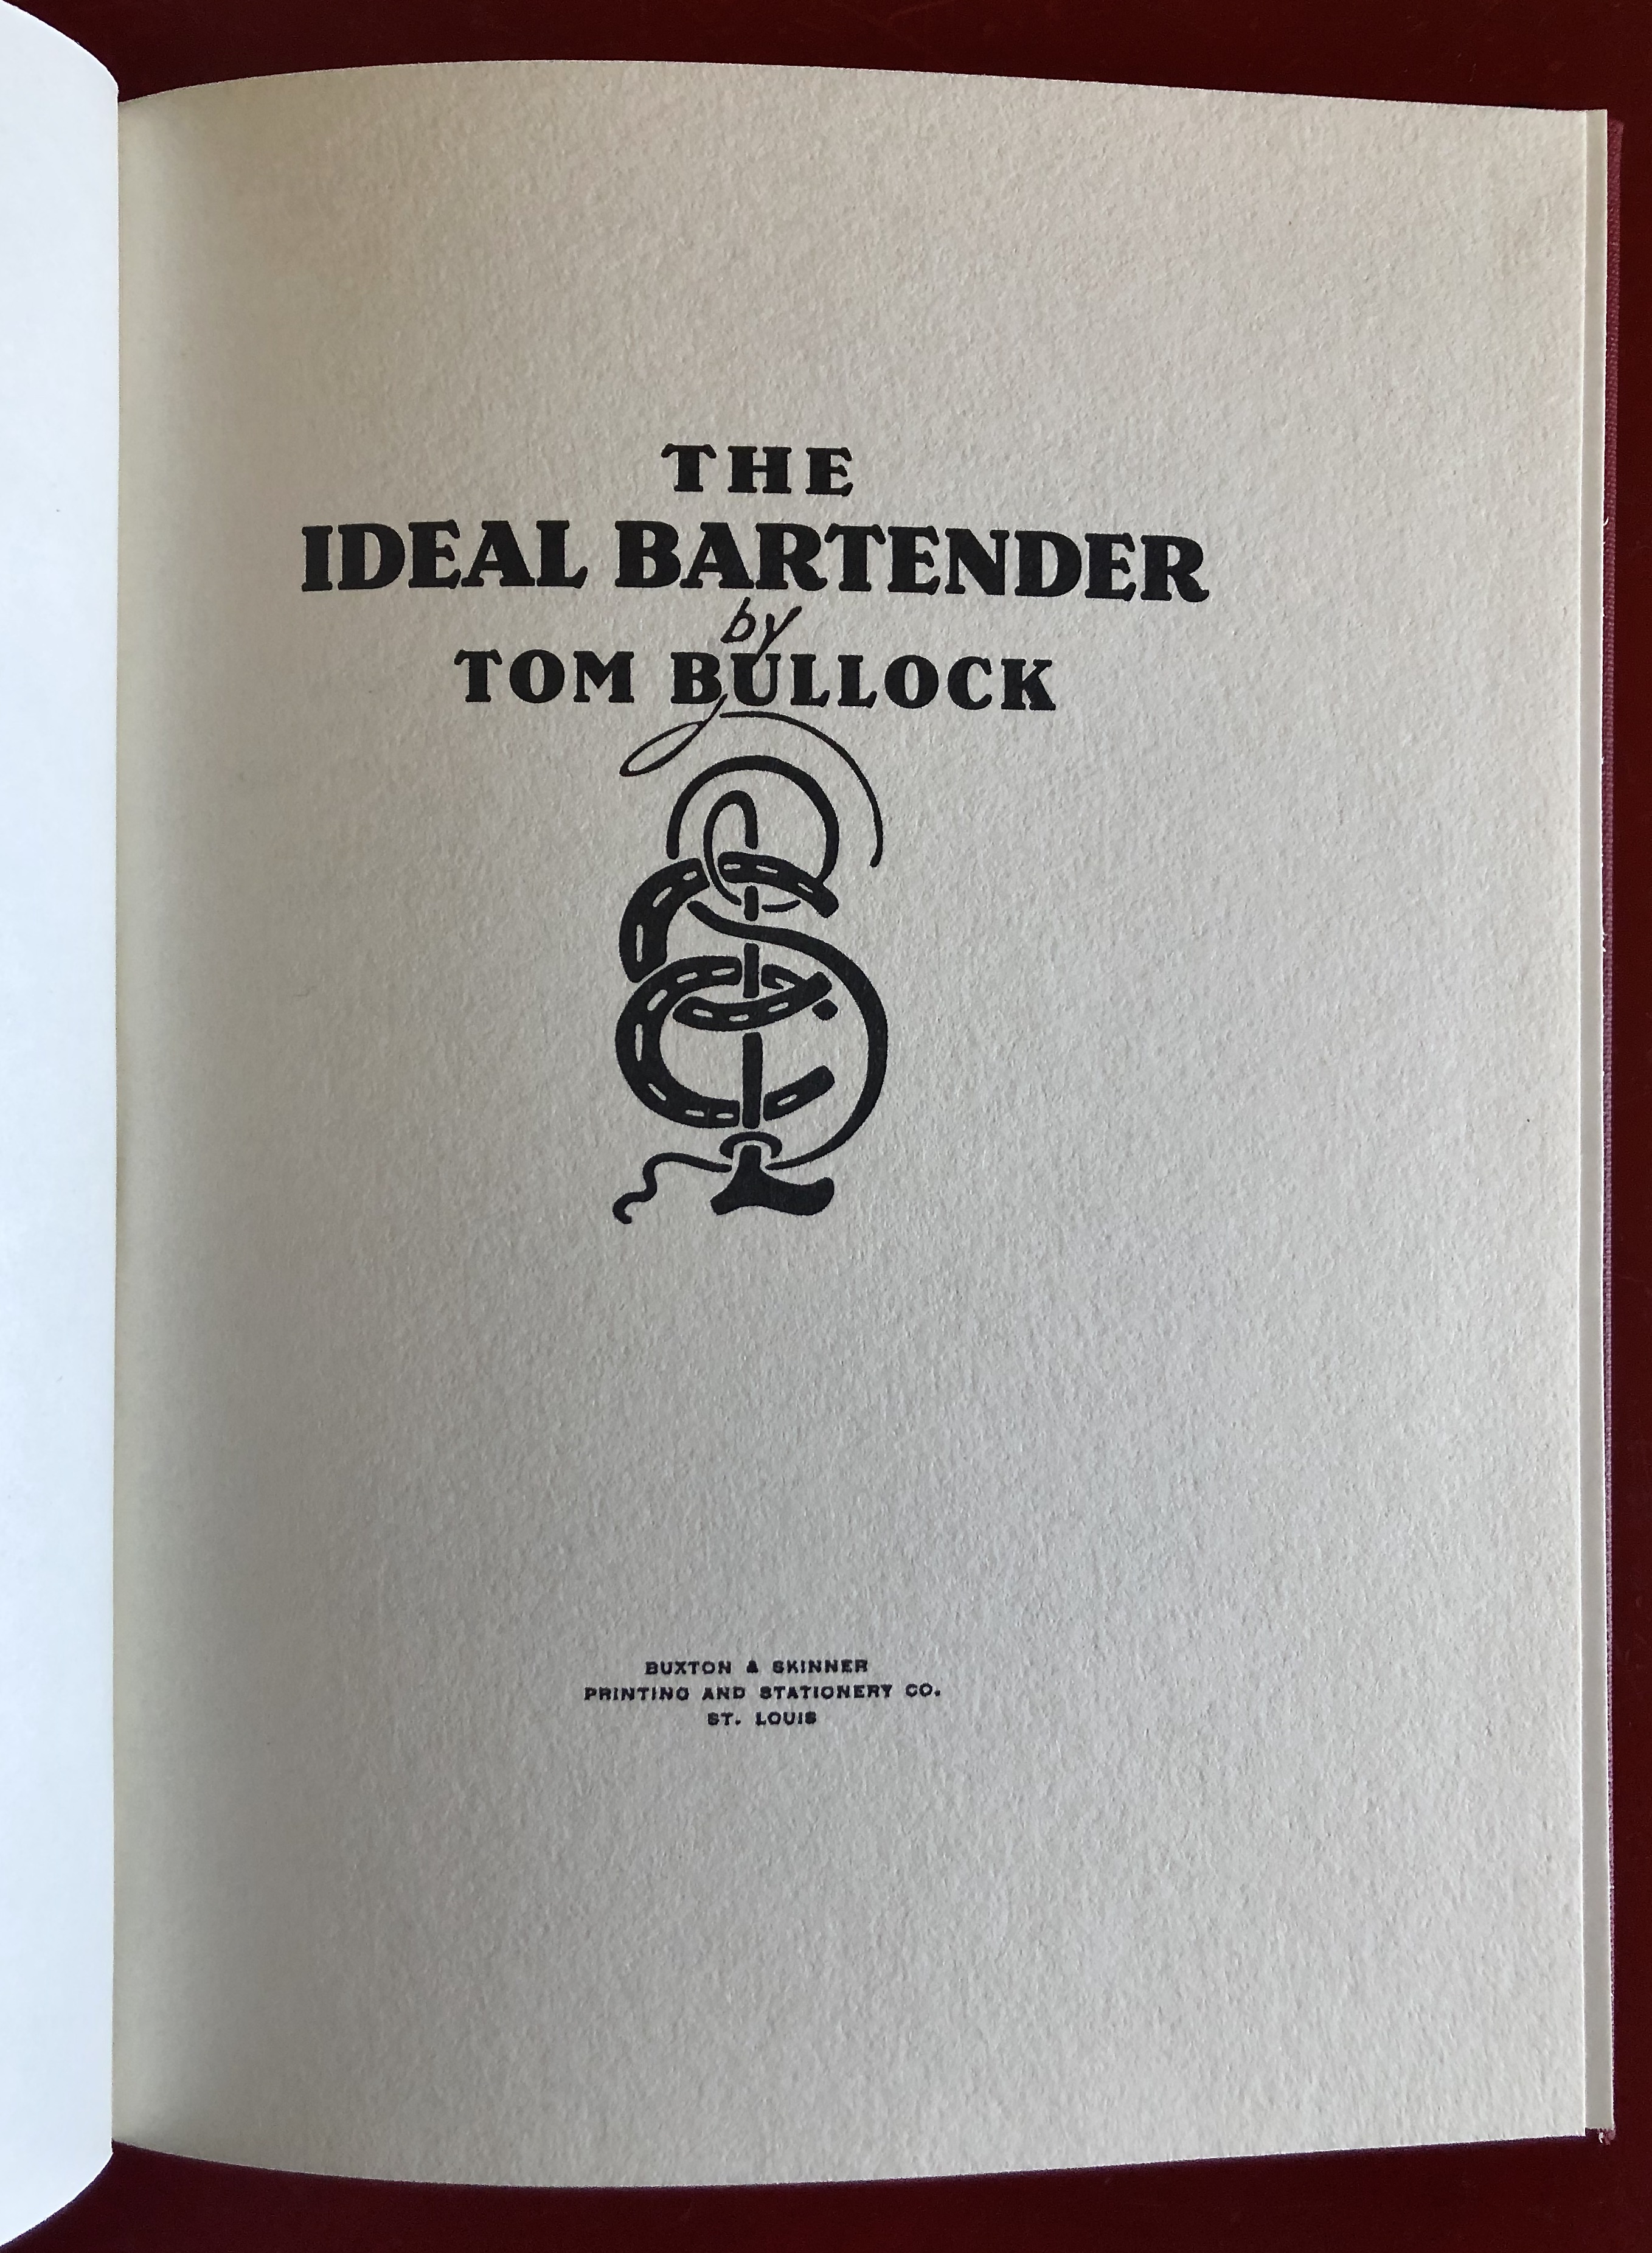 THE
IDEAL BARTENDER
by
TOM BULLOCK
BUXTON & SKINNER
PRINTING AND STATIONERY CO.
ST. LOUIS